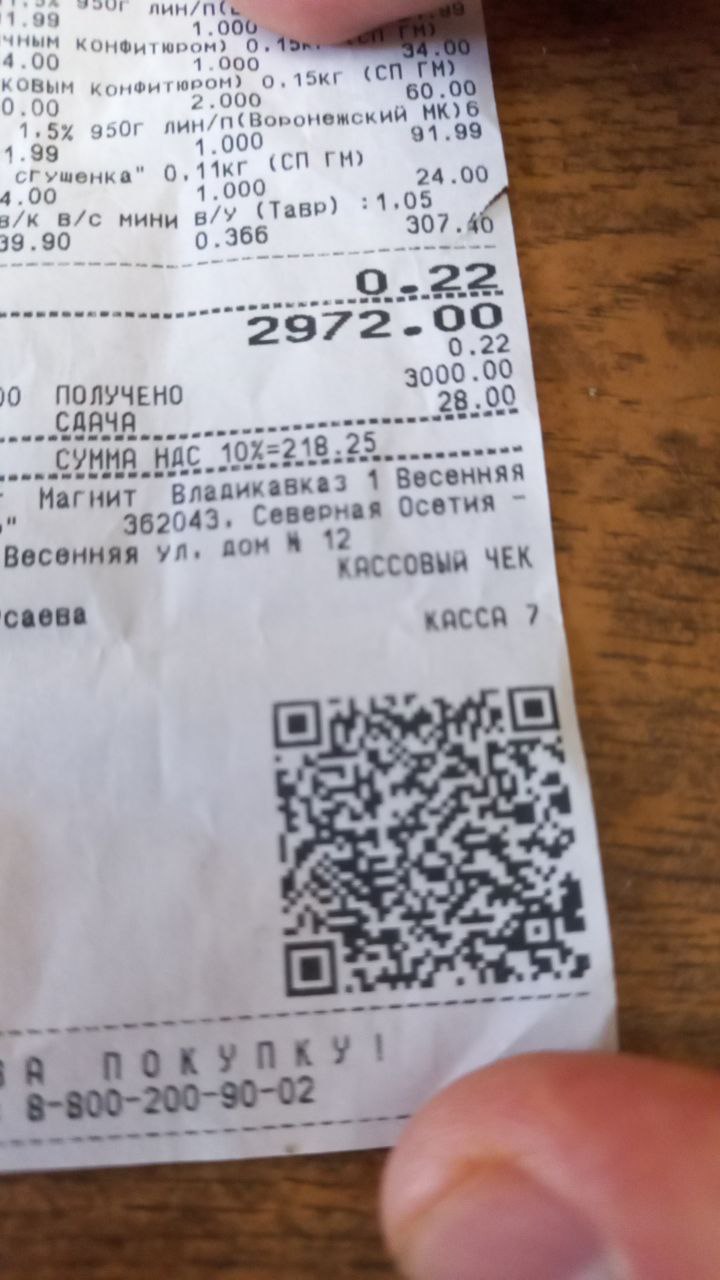 950г лин/п(
1.99 1.000
чным конфитюром) 0.15кг (СП ГМ)
4.00 1.000 34.00
ковым конфитюром) 0.15кг (СП ГМ)
0.00 2.000 60.00
1.5% 950г лин/п(Воронежский МК)6
1.99 1.000 91.99
сгушенка" 0.11кг (СП ГМ)
4.00 1.000 24.00
в/к в/с мини в/у (Тавр) :1.05
39.90 0.366 307.40
0.22
2972.00
0.22
00 ПОЛУЧЕНО 3000.00
СДАЧА 28.00
СУММА НДС 10%=218.25
Магнит Владикавказ 1 Весенняя
" 362043, Северная Осетия -
Весенняя ул, дом № 12
КАССОВЫЙ ЧЕК
саева КАССА 7
ЗА ПОКУПКУ!
: 8-800-200-90-02